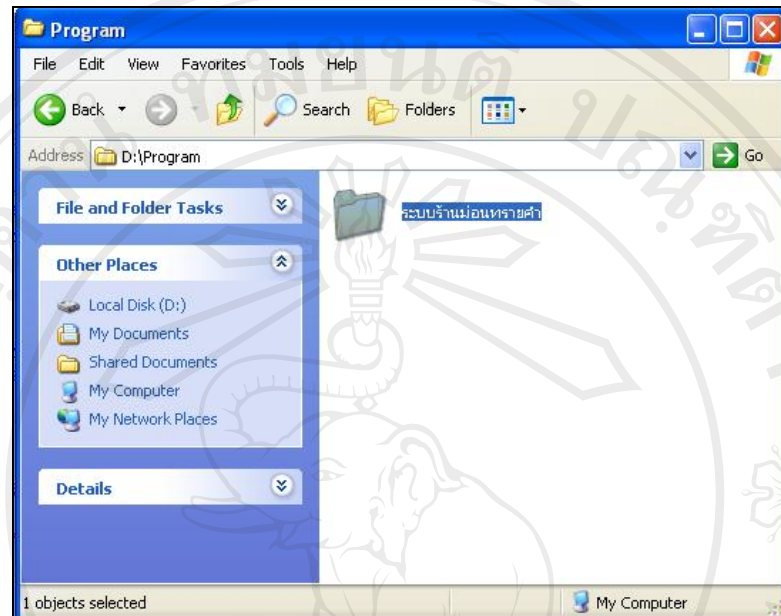 Program
File Edit View Favorites Tools Help
Back Search Folders
Address D:\Program Go
File and Folder Tasks
ระบบร้านม่อนทรายคำ
Other Places
Local Disk (D:)
My Documents
Shared Documents
My Computer
My Network Places
Details
1 objects selected My Computer